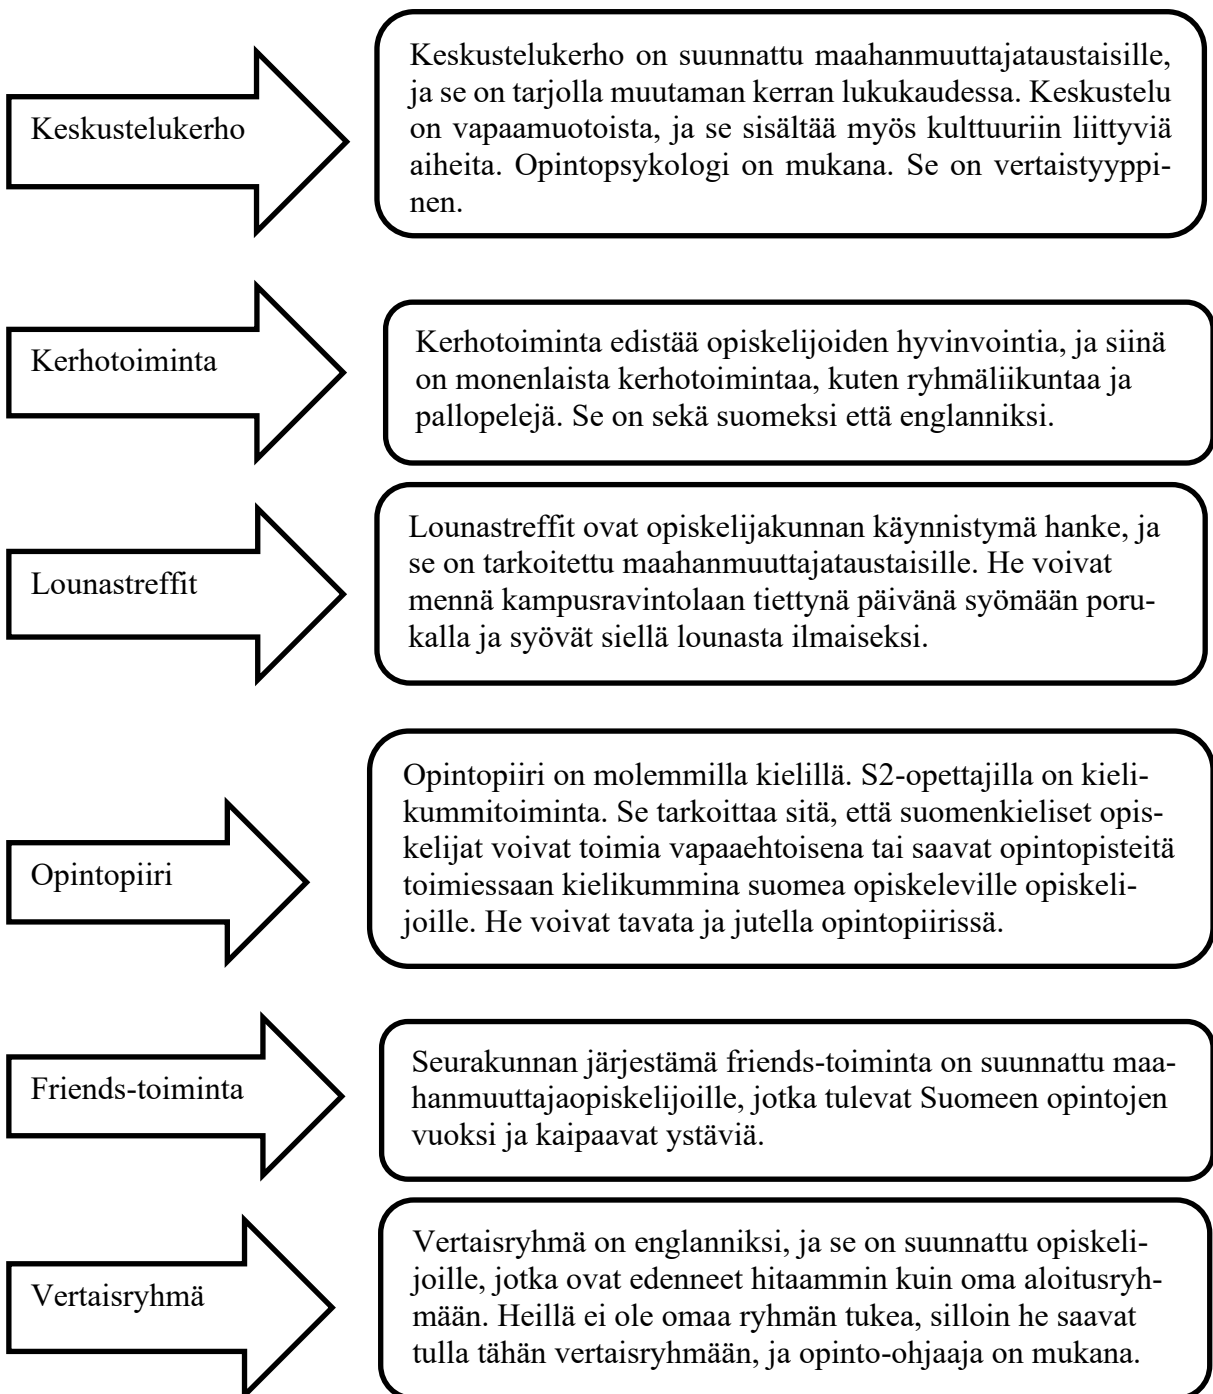 Keskustelukerho
Keskustelukerho on suunnattu maahanmuuttajataustaisille,
ja se on tarjolla muutaman kerran lukukaudessa. Keskustelu
on vapaamuotoista, ja se sisältää myös kulttuuriin liittyviä
aiheita. Opintopsykologi on mukana. Se on vertaistyyppi-
nen.
Kerhotoiminta
Kerhotoiminta edistää opiskelijoiden hyvinvointia, ja siinä
on monenlaista kerhotoimintaa, kuten ryhmäliikuntaa ja
pallopelejä. Se on sekä suomeksi että englanniksi.
Lounastreffit
Lounastreffit ovat opiskelijakunnan käynnistymä hanke, ja
se on tarkoitettu maahanmuuttajataustaisille. He voivat
mennä kampusravintolaan tiettynä päivänä syömään poru-
kalla ja syövät siellä lounasta ilmaiseksi.
Opintopiiri
Opintopiiri on molemmilla kielillä. S2-opettajilla on kieli-
kummitoiminta. Se tarkoittaa sitä, että suomenkieliset opis-
kelijat voivat toimia vapaaehtoisena tai saavat opintopisteitä
toimiessaan kielikummina suomea opiskeleville opiskeli-
joille. He voivat tavata ja jutella opintopiirissä.
Friends-toiminta
Seurakunnan järjestämä friends-toiminta on suunnattu maa-
hanmuuttajaopiskelijoille, jotka tulevat Suomeen opintojen
vuoksi ja kaipaavat ystäviä.
Vertaisryhmä
Vertaisryhmä on englanniksi, ja se on suunnattu opiskeli-
joille, jotka ovat edenneet hitaammin kuin oma aloitusryh-
mään. Heillä ei ole omaa ryhmän tukea, silloin he saavat
tulla tähän vertaisryhmään, ja opinto-ohjaaja on mukana.